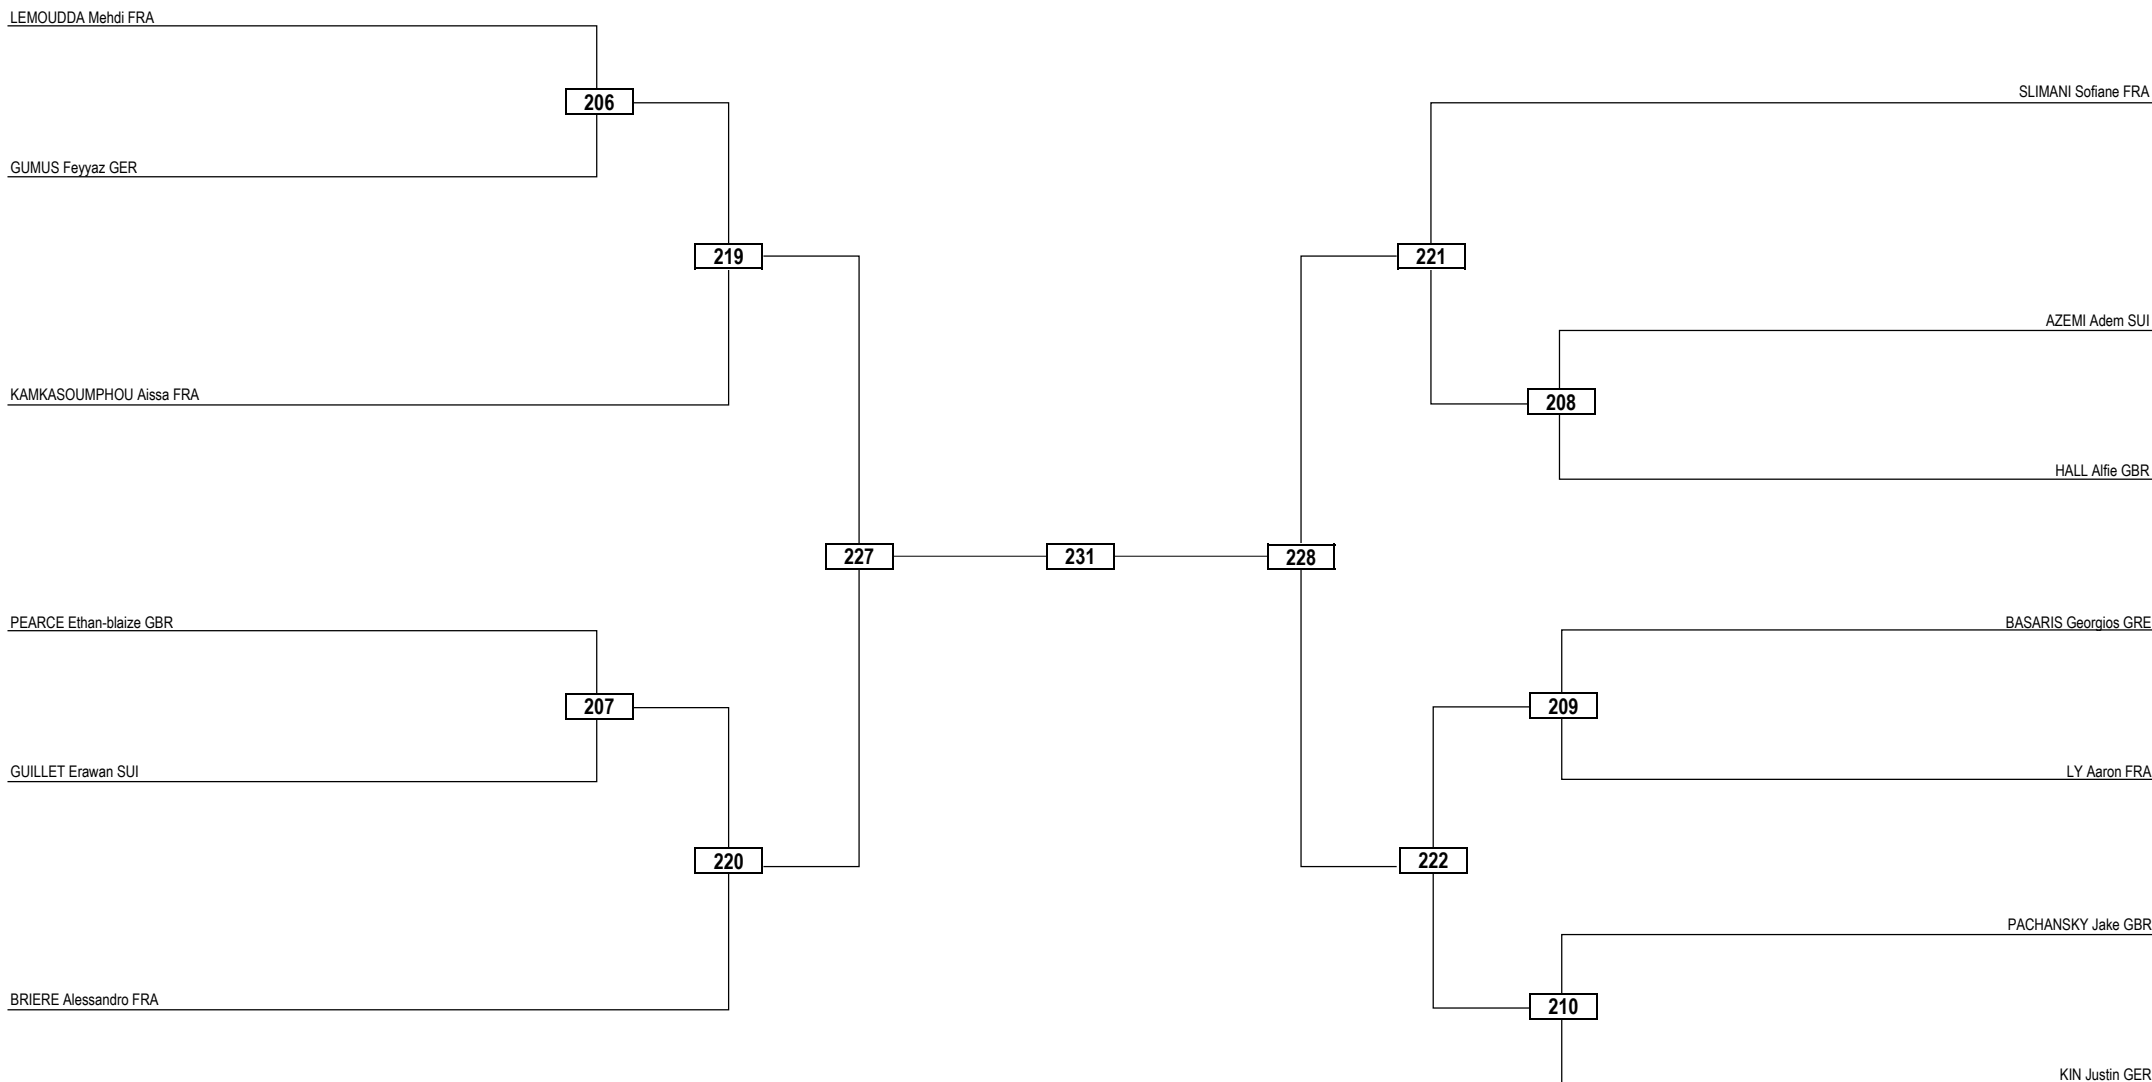 LEMOUDDA Mehdi FRA
206
GUMUS Feyyaz GER
219
KAMKASOUMPHOU Aissa FRA
227
PEARCE Ethan-blaize GBR
207
GUILLET Erawan SUI
220
BRIERE Alessandro FRA
231
SLIMANI Sofiane FRA
221
AZEMI Adem SUI
208
HALL Alfie GBR
228
BASARIS Georgios GRE
209
LY Aaron FRA
222
PACHANSKY Jake GBR
210
KIN Justin GER